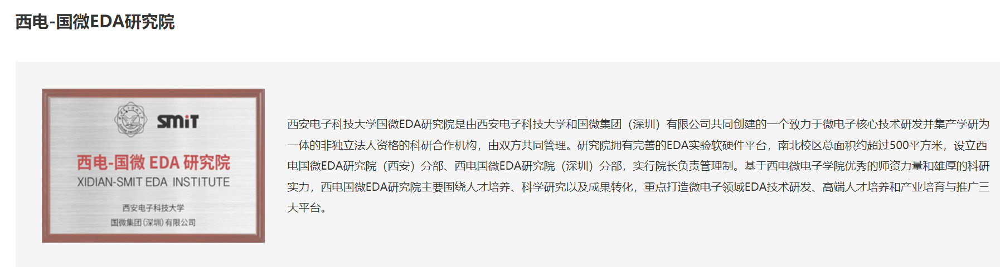 西电-国微EDA研究院
SMiT
西电-国微 EDA 研究院
XIDIAN-SMIT EDA INSTITUTE
西安电子科技大学
国微集团(深圳)有限公司
西安电子科技大学国微EDA研究院是由西安电子科技大学和国微集团（深圳）有限公司共同创建的一个致力于微电子核心技术研发并集产学研为
一体的非独立法人资格的科研合作机构，由双方共同管理。研究院拥有完善的EDA实验软硬件平台，南北校区总面积约超过500平方米，设立西
电国微EDA研究院（西安）分部、西电国微EDA研究院（深圳）分部，实行院长负责管理制。基于西电微电子学院优秀的师资力量和雄厚的科研
实力，西电国微EDA研究院主要围绕人才培养、科学研究以及成果转化，重点打造微电子领域EDA技术研发、高端人才培养和产业培育与推广三
大平台。